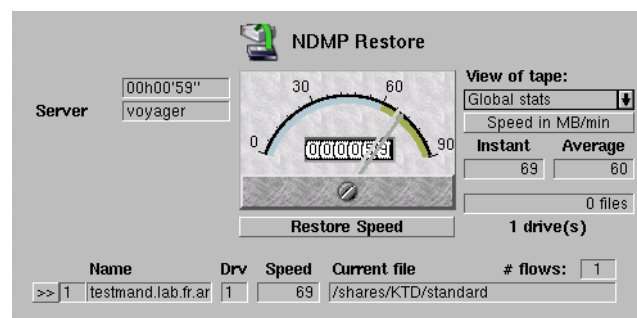 NDMP Restore
00h00'59"
Server voyager
0 30 60 90
000059
Restore Speed
View of tape:
Global stats
Speed in MB/min
Instant Average
69 60
0 files
1 drive(s)
Name Drv Speed Current file # flows: 1
>> 1 testmand.lab.fr.ar 1 69 /shares/KTD/standard